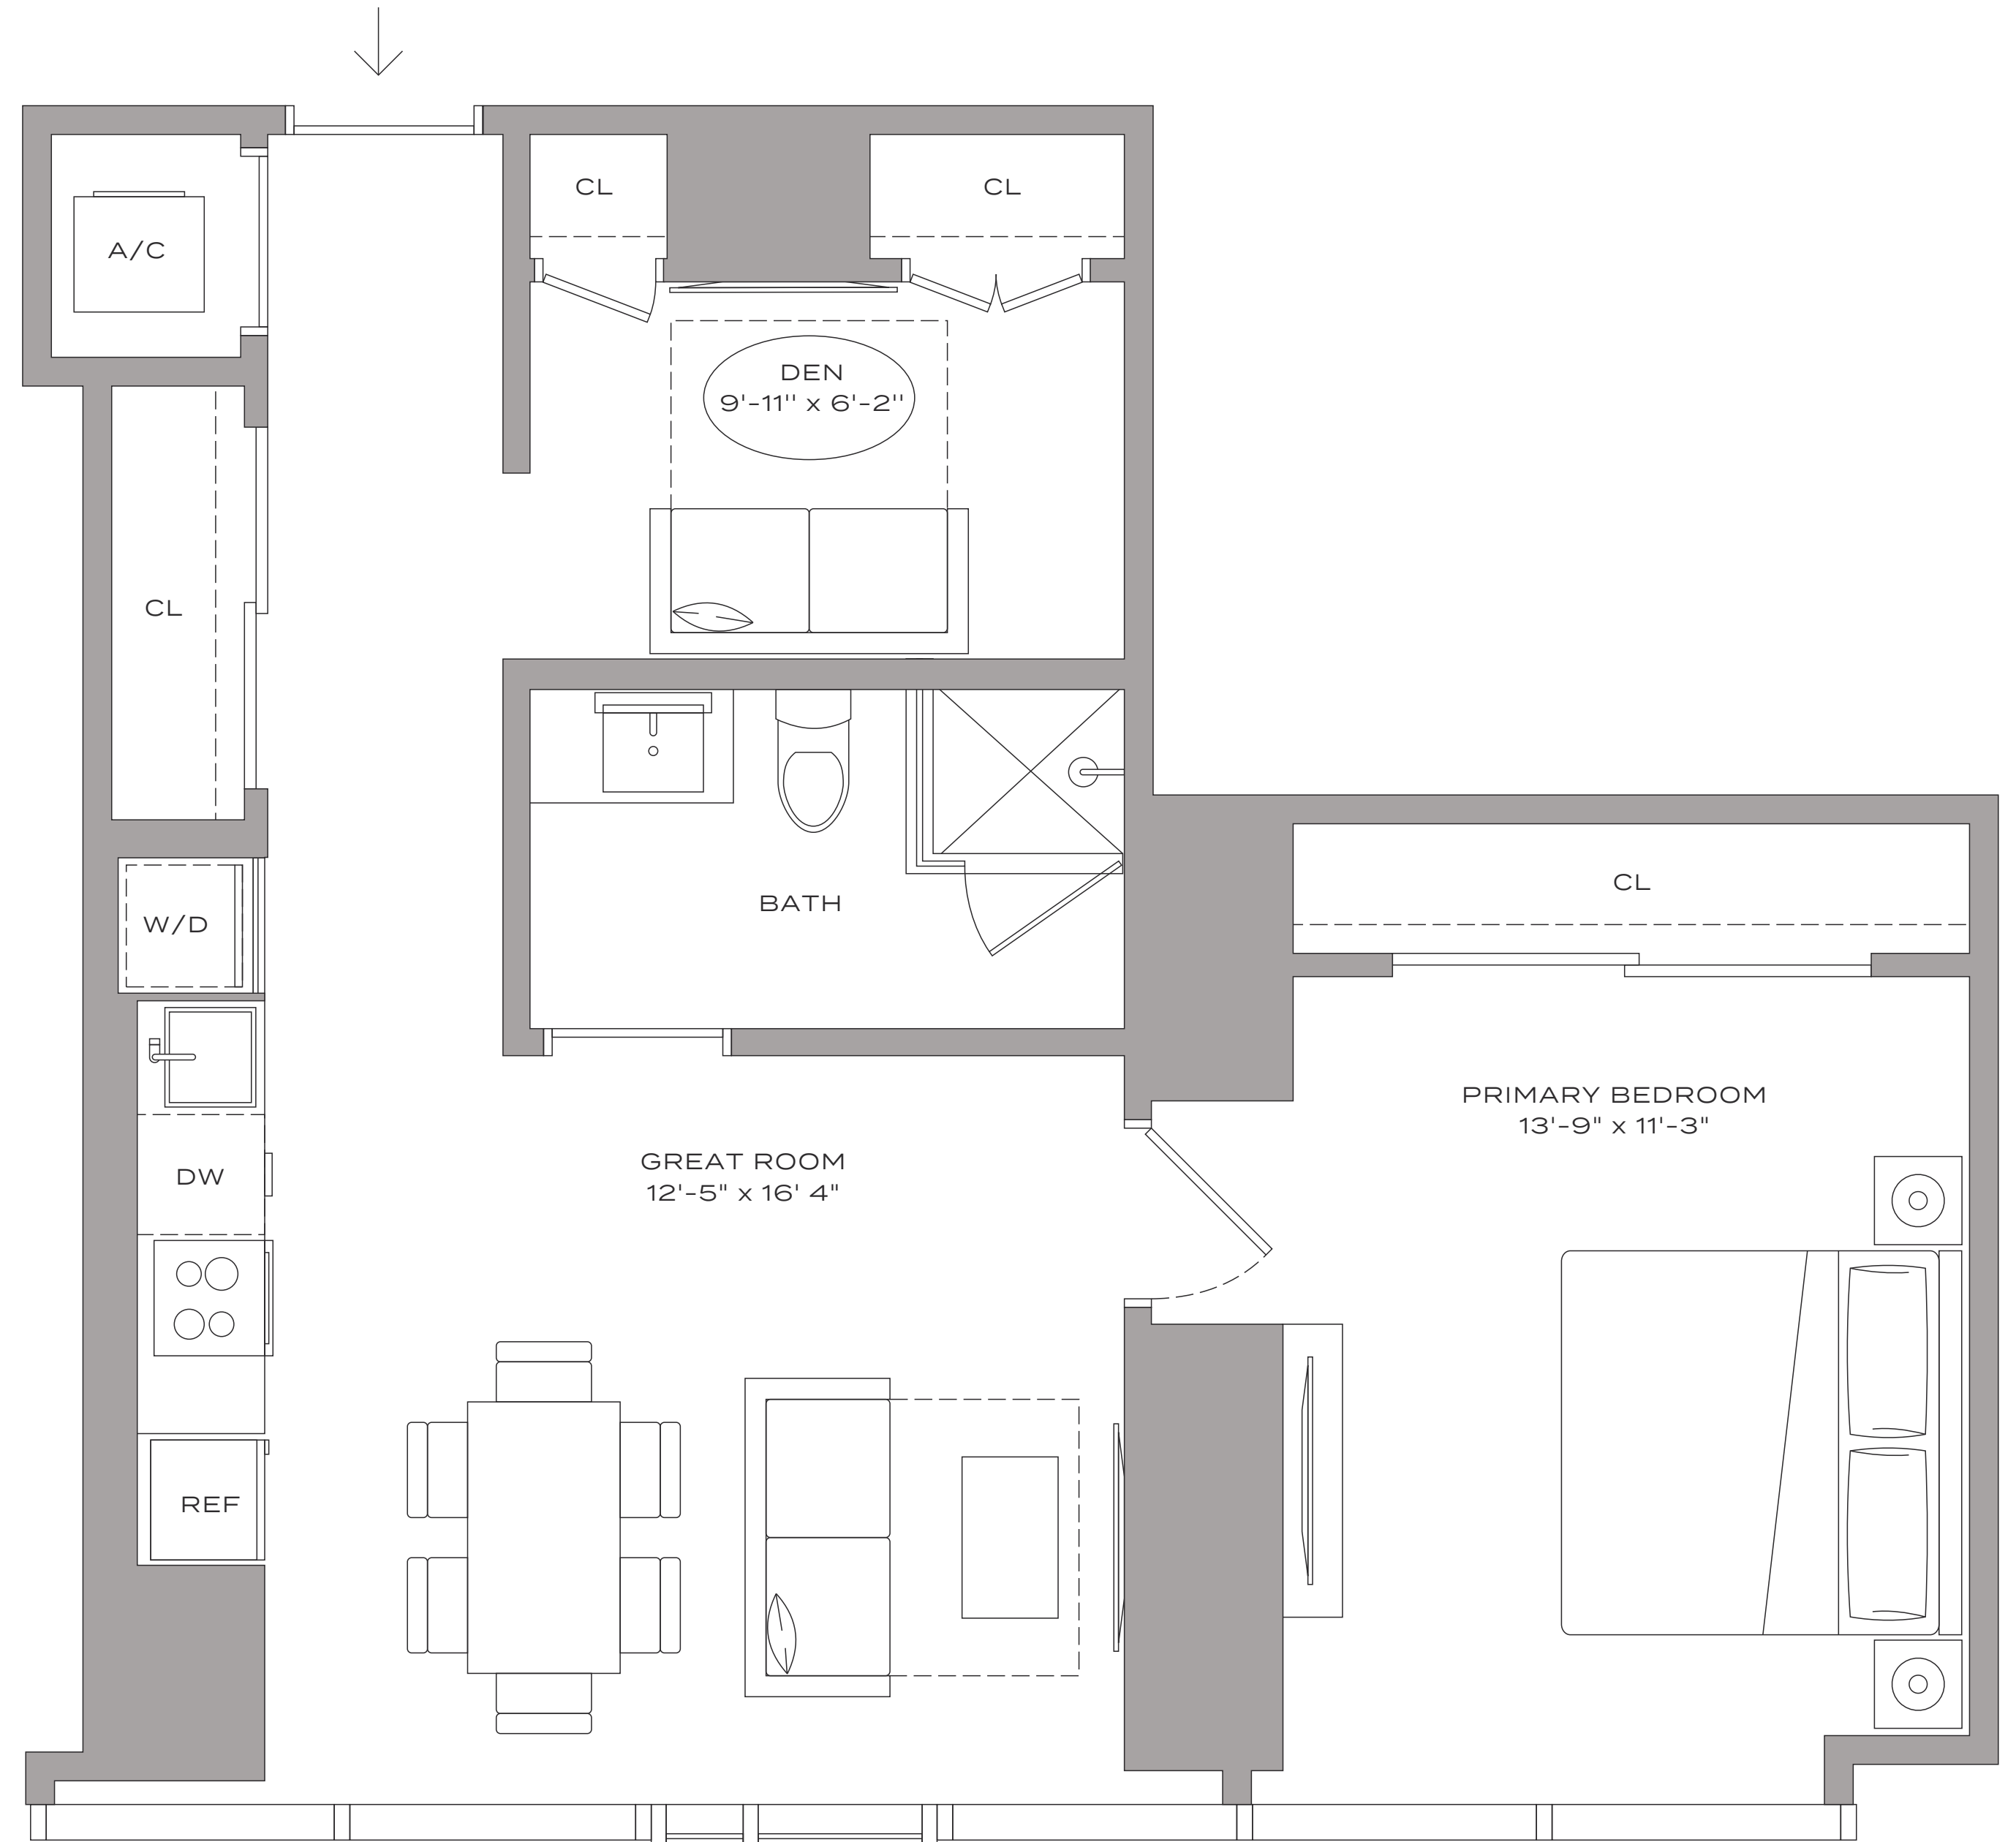 CL
CL
A/C
DEN
9'-11'' x 6'-2''
CL
CL
W/D
BATH
PRIMARY BEDROOM
13'-9" x 11'-3"
GREAT ROOM
12'-5" x 16' 4"
DW
REF